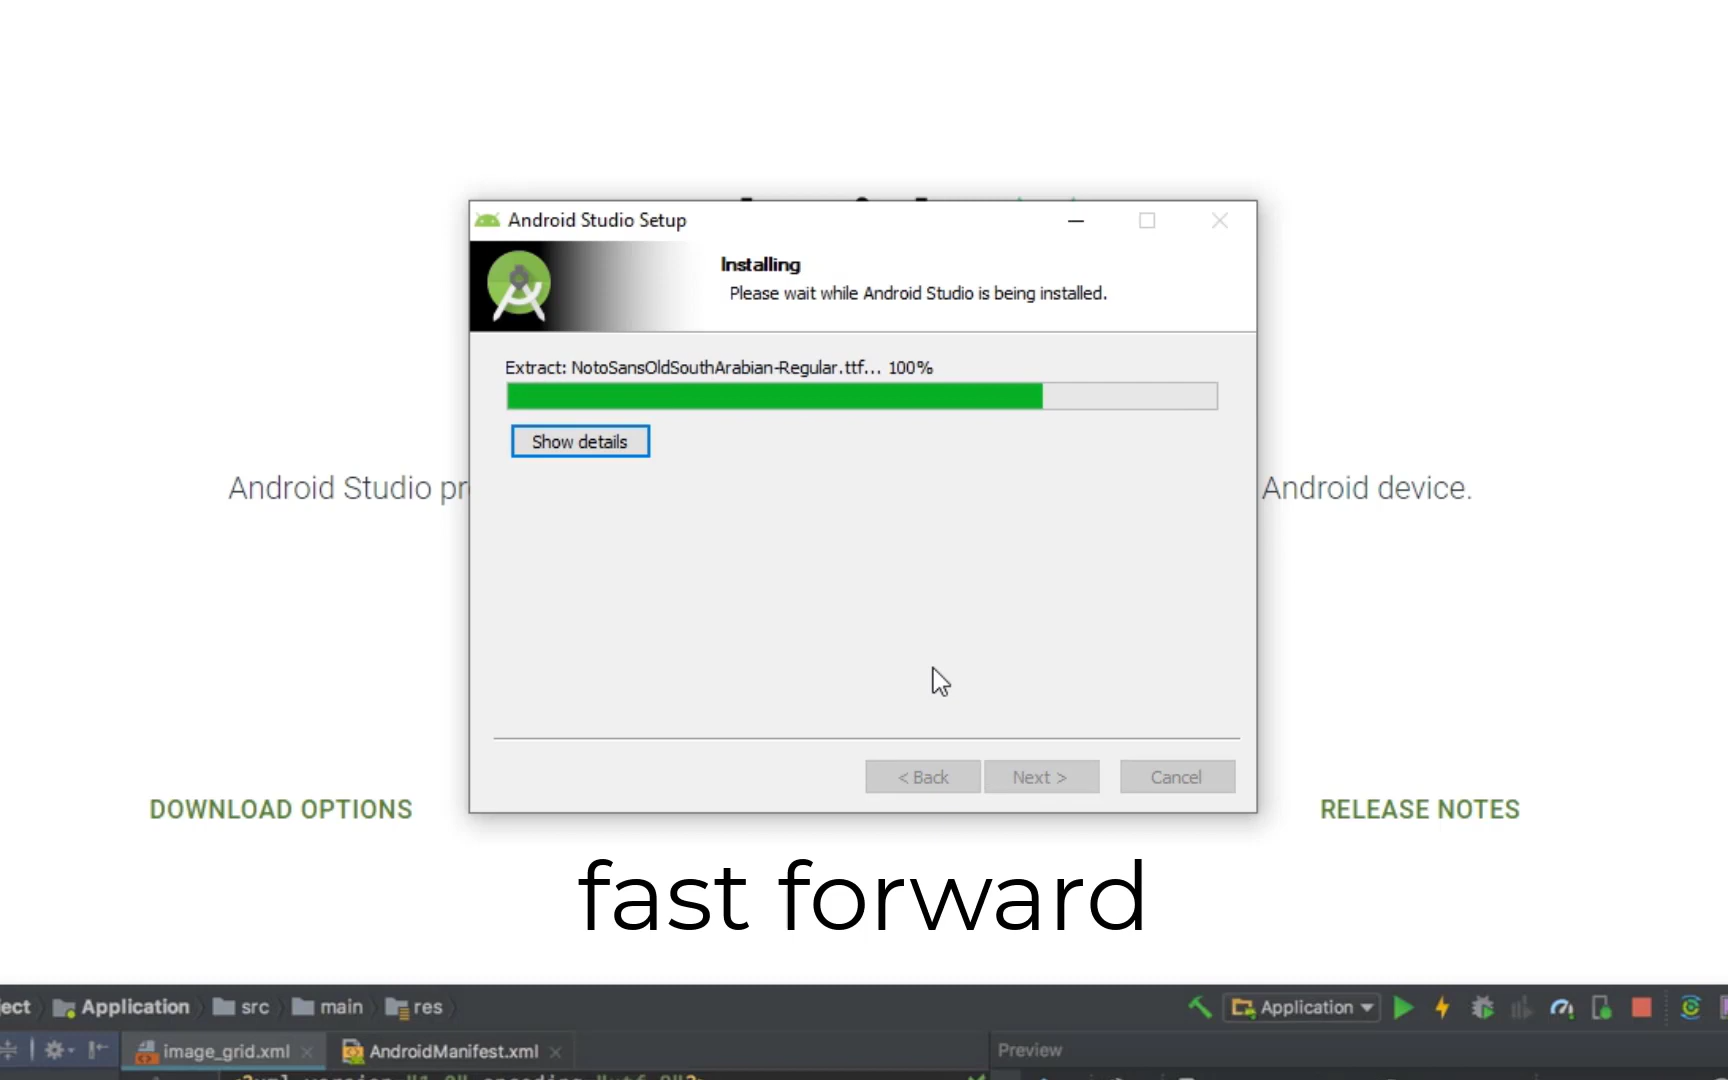 Android Studio Setup
Installing
Please wait while Android Studio is being installed.
Extract: NotoSansOldSouthArabian-Regular.ttf... 100%
Show details
Android Studio
Android device.
< Back
Next >
Cancel
DOWNLOAD OPTIONS
RELEASE NOTES
fast forward
Application
src
main
res
Application
image_grid.xml
AndroidManifest.xml
Preview